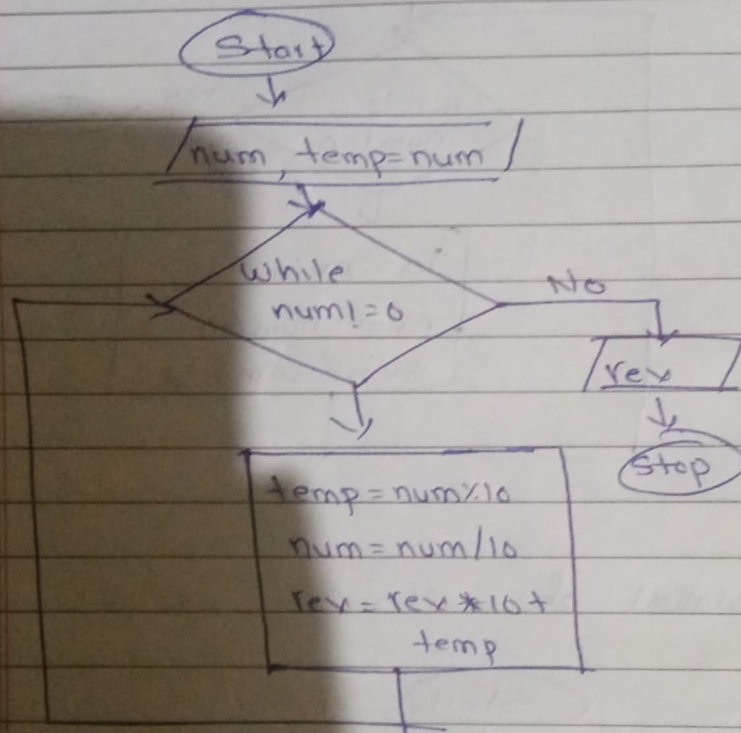 Start
num, temp=num
while
num!=0
No
rev
Stop
temp=num%10
num=num/10
rev=rev*10+
temp